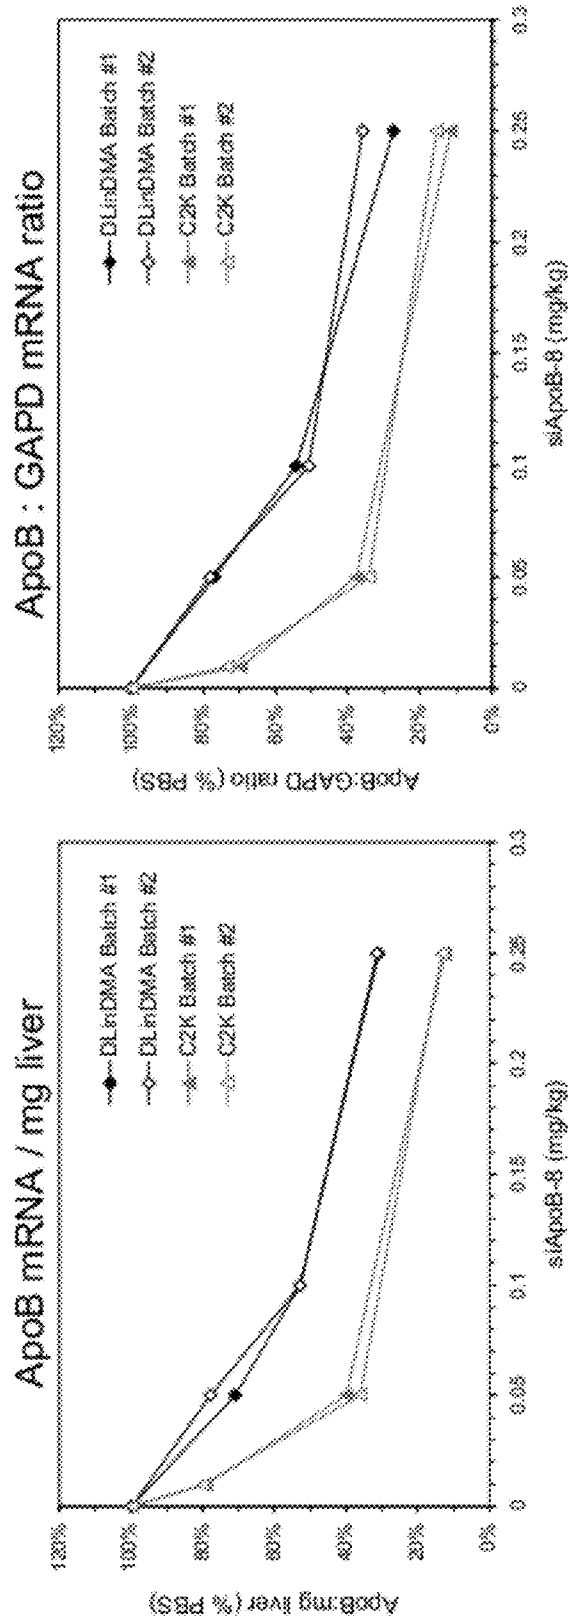 ApoB mRNA / mg liver
ApoB:mg liver (% PBS)
120%
100%
80%
60%
40%
20%
0%
DLinDMA Batch #1
DLinDMA Batch #2
C2K Batch #1
C2K Batch #2
0
0.05
0.1
0.15
0.2
0.25
0.3
siApoB-8 (mg/kg)
ApoB : GAPD mRNA ratio
ApoB:GAPD ratio (% PBS)
120%
100%
80%
60%
40%
20%
0%
DLinDMA Batch #1
DLinDMA Batch #2
C2K Batch #1
C2K Batch #2
0
0.05
0.1
0.15
0.2
0.25
0.3
siApoB-8 (mg/kg)